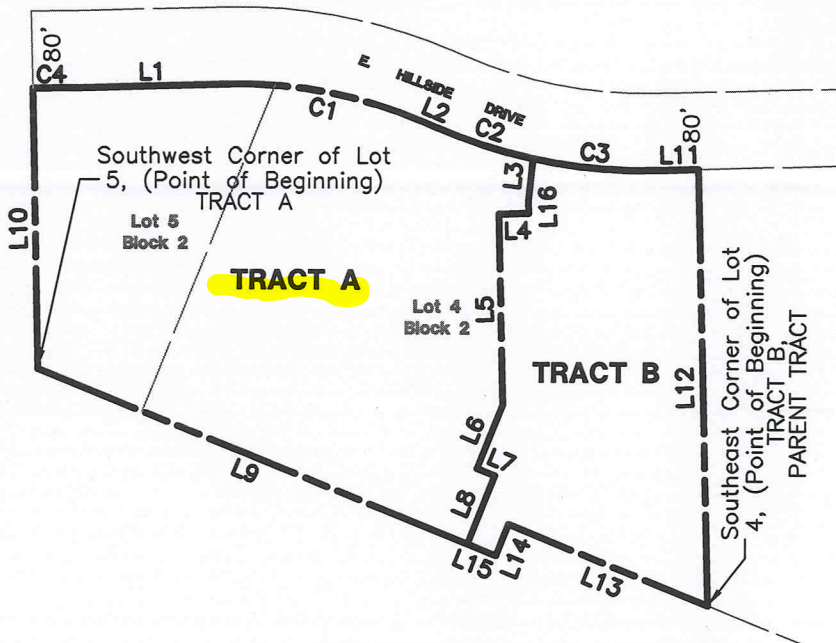 80'
C4
L1
E. HILLSIDE DRIVE
C1
L2
C2
80'
C3
L11
Southwest Corner of Lot
5, (Point of Beginning)
TRACT A
L3
L16
L4
L10
Lot 5
Block 2
TRACT A
Lot 4
Block 2
L5
TRACT B
L12
Southeast Corner of Lot
4, (Point of Beginning)
TRACT B,
PARENT TRACT
L6
L7
L9
L8
L15
L14
L13